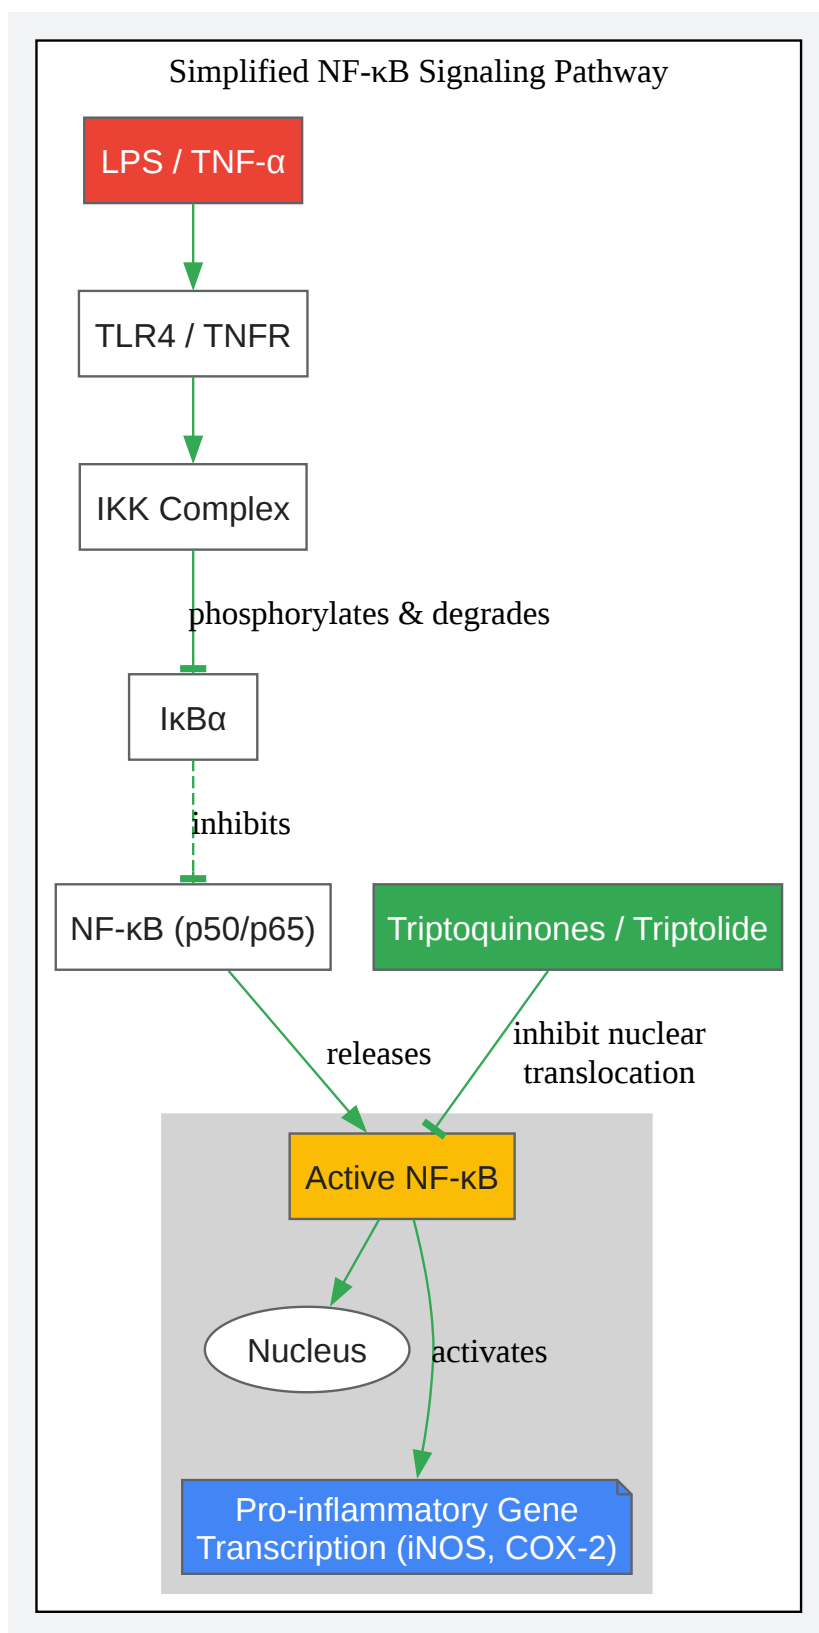 Simplified NF-κB Signaling Pathway
LPS / TNF-α
TLR4 / TNFR
IKK Complex
phosphorylates & degrades
IκBα
inhibits
NF-κB (p50/p65)
Triptoquinones / Triptolide
releases
inhibit nuclear
translocation
Active NF-κB
Nucleus
activates
Pro-inflammatory Gene
Transcription (iNOS, COX-2)